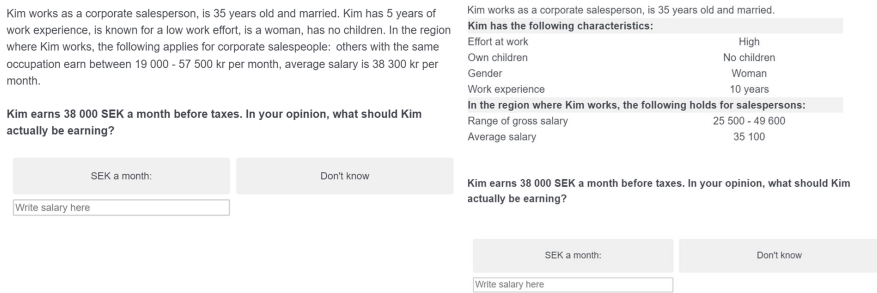 Kim works as a corporate salesperson, is 35 years old and married. Kim has 5 years of
work experience, is known for a low work effort, is a woman, has no children. In the region
where Kim works, the following applies for corporate salespeople:  others with the same
occupation earn between 19 000 - 57 500 kr per month, average salary is 38 300 kr per
month.
Kim earns 38 000 SEK a month before taxes. In your opinion, what should Kim
actually be earning?
SEK a month: Don't know
Write salary here
Kim works as a corporate salesperson, is 35 years old and married.
Kim has the following characteristics:
Effort at work High
Own children No children
Gender Woman
Work experience 10 years
In the region where Kim works, the following holds for salespersons:
Range of gross salary 25 500 - 49 600
Average salary 35 100
Kim earns 38 000 SEK a month before taxes. In your opinion, what should Kim
actually be earning?
SEK a month: Don't know
Write salary here